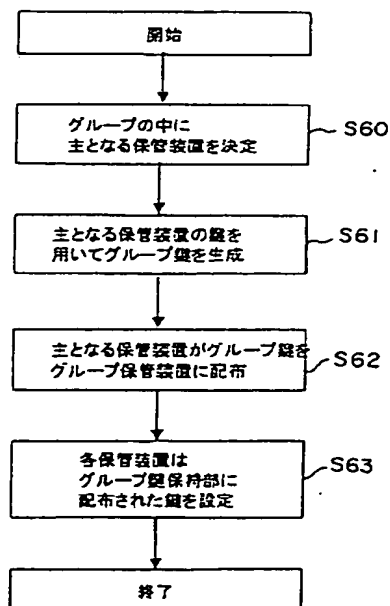 開始
グループの中に
主となる保管装置を決定
S60
主となる保管装置の鍵を
用いてグループ鍵を生成
S61
主となる保管装置がグループ鍵を
グループ保管装置に配布
S62
各保管装置は
グループ鍵保持部に
配布された鍵を設定
S63
終了